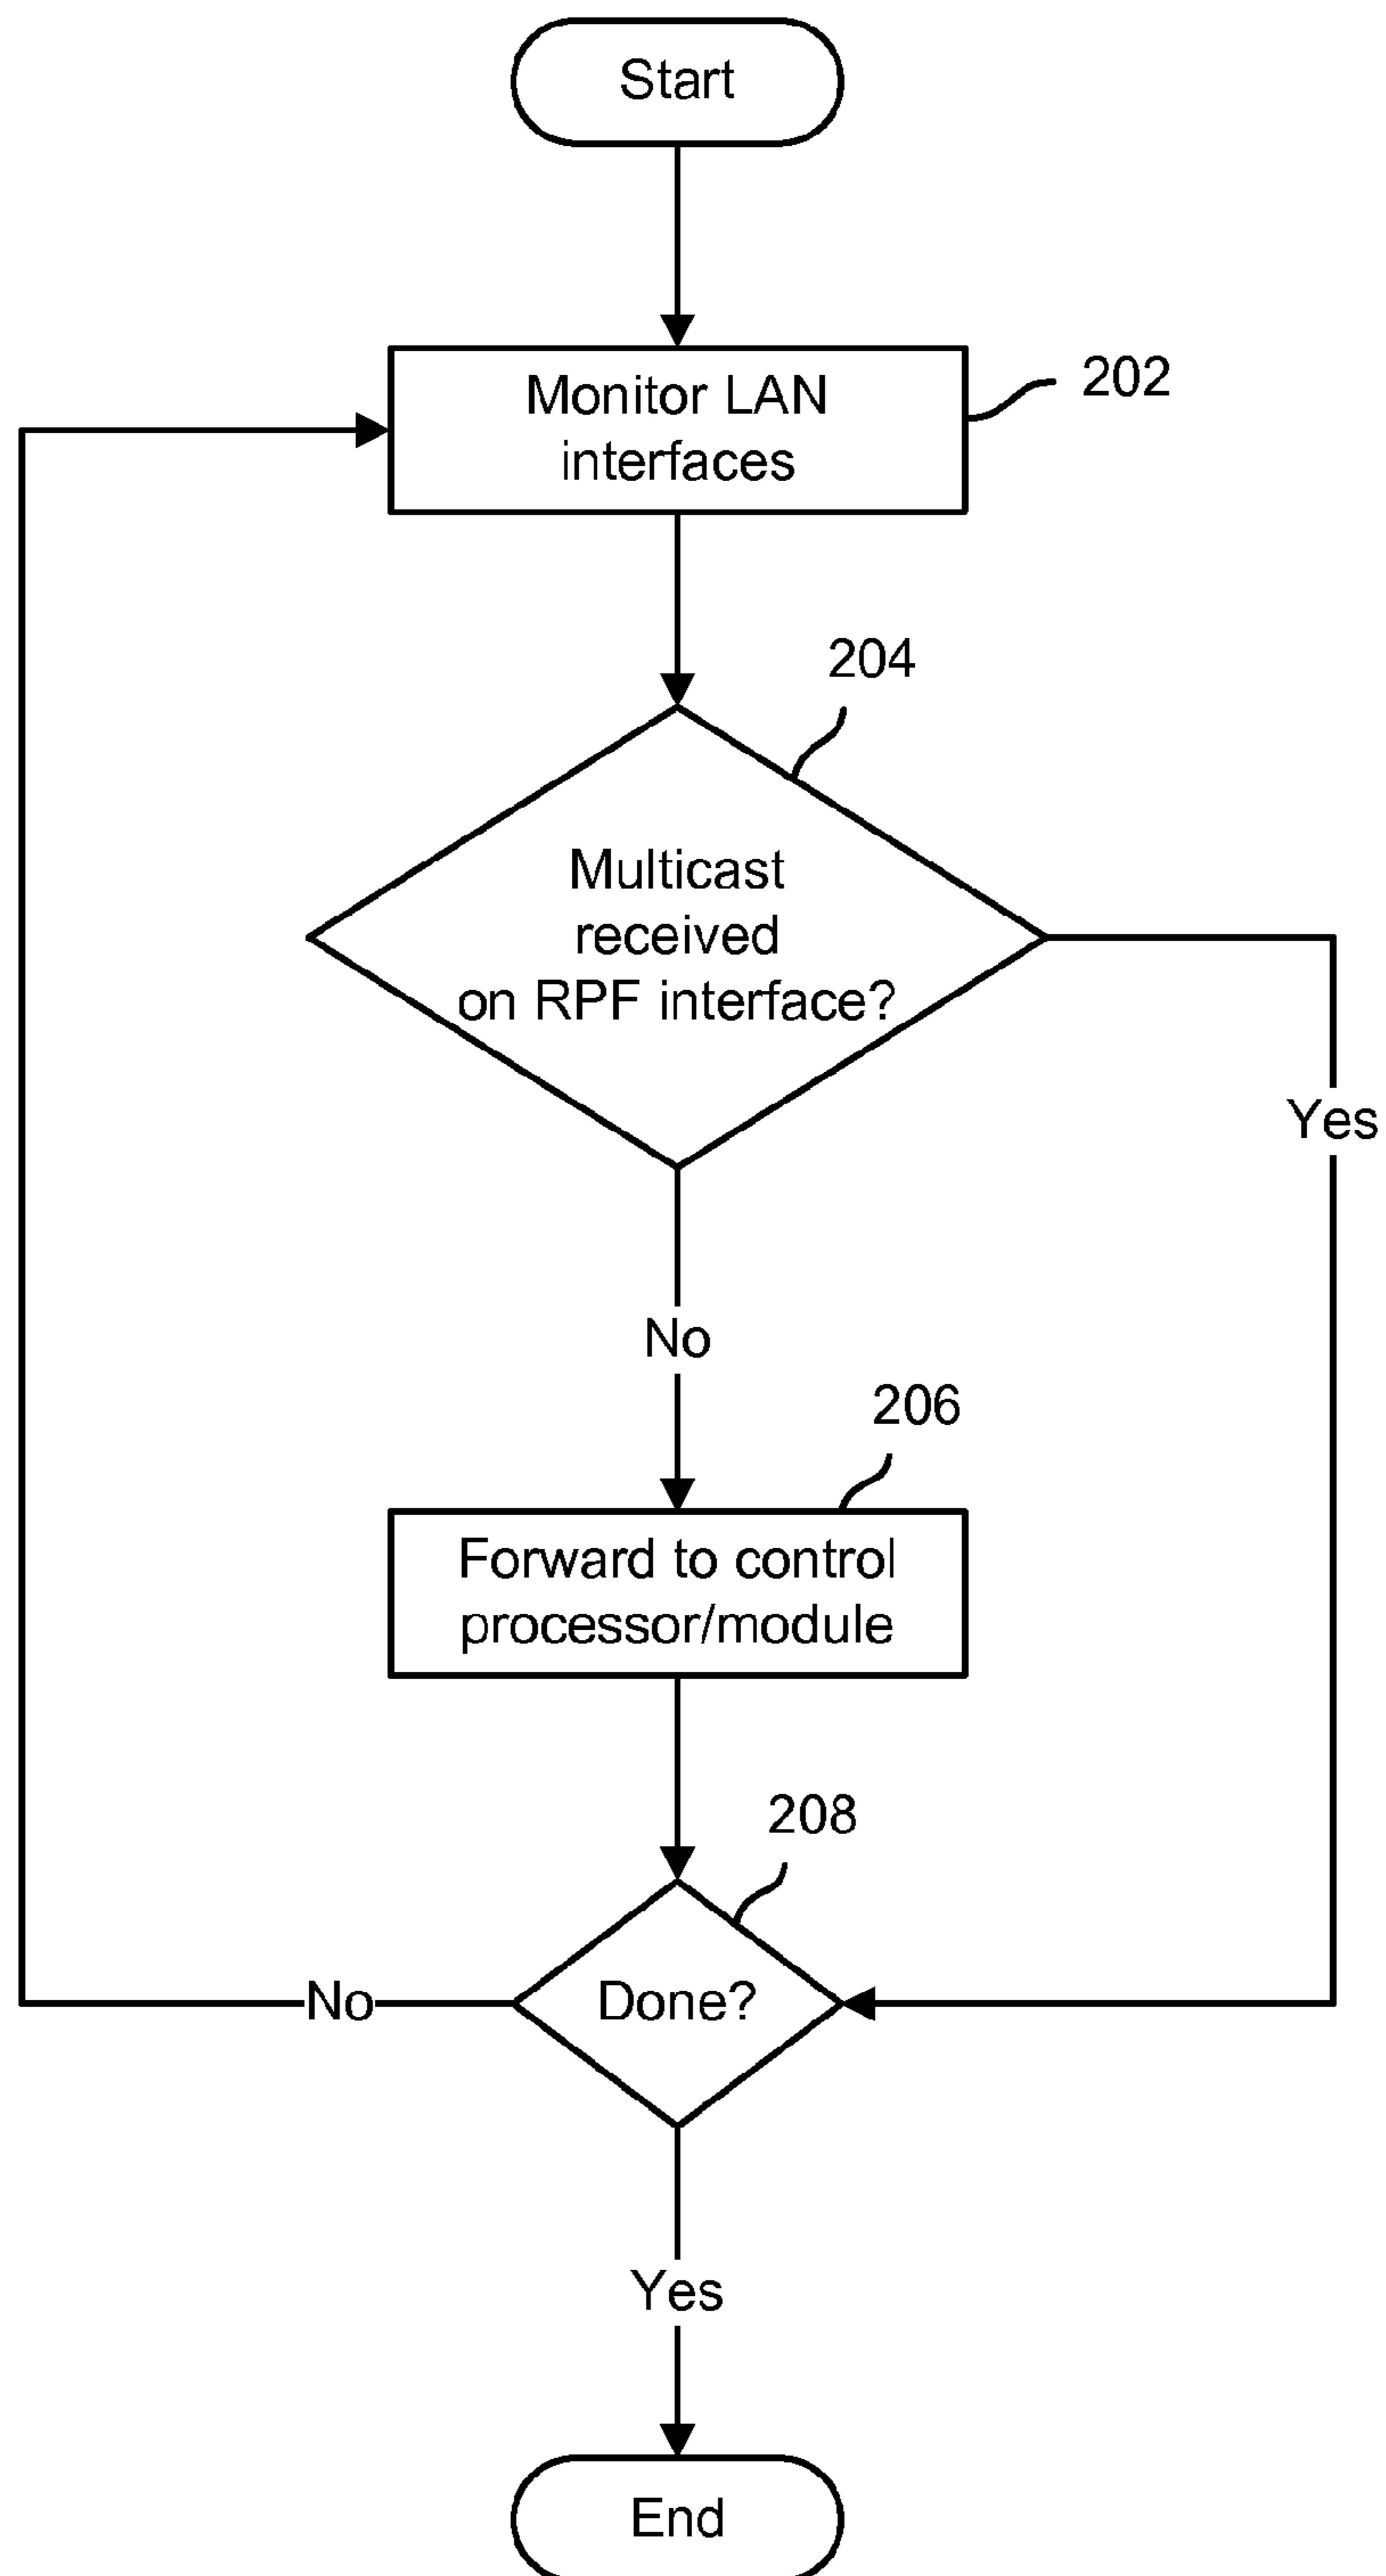 Start
Monitor LAN
interfaces
202
204
Multicast
received
on RPF interface?
Yes
No
206
Forward to control
processor/module
208
Done?
No
Yes
End